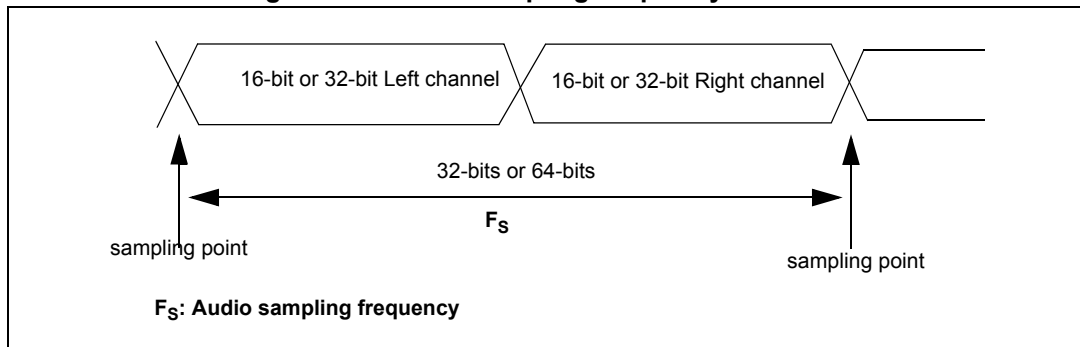 16-bit or 32-bit Left channel
16-bit or 32-bit Right channel
32-bits or 64-bits
FS
sampling point
sampling point
FS: Audio sampling frequency